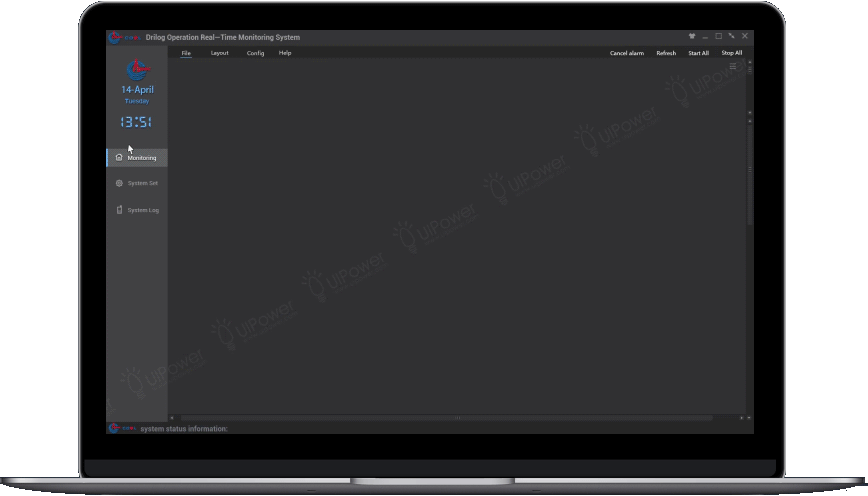 Drilog Operation Real—Time Monitoring System
File Layout Config Help
Cancel alarm Refresh Start All Stop All
14-April
Tuesday
13:51
Monitoring
System Set
System Log
UIPower
UIPower
UIPower
UIPower
UIPower
UIPower
UIPower
system status information: